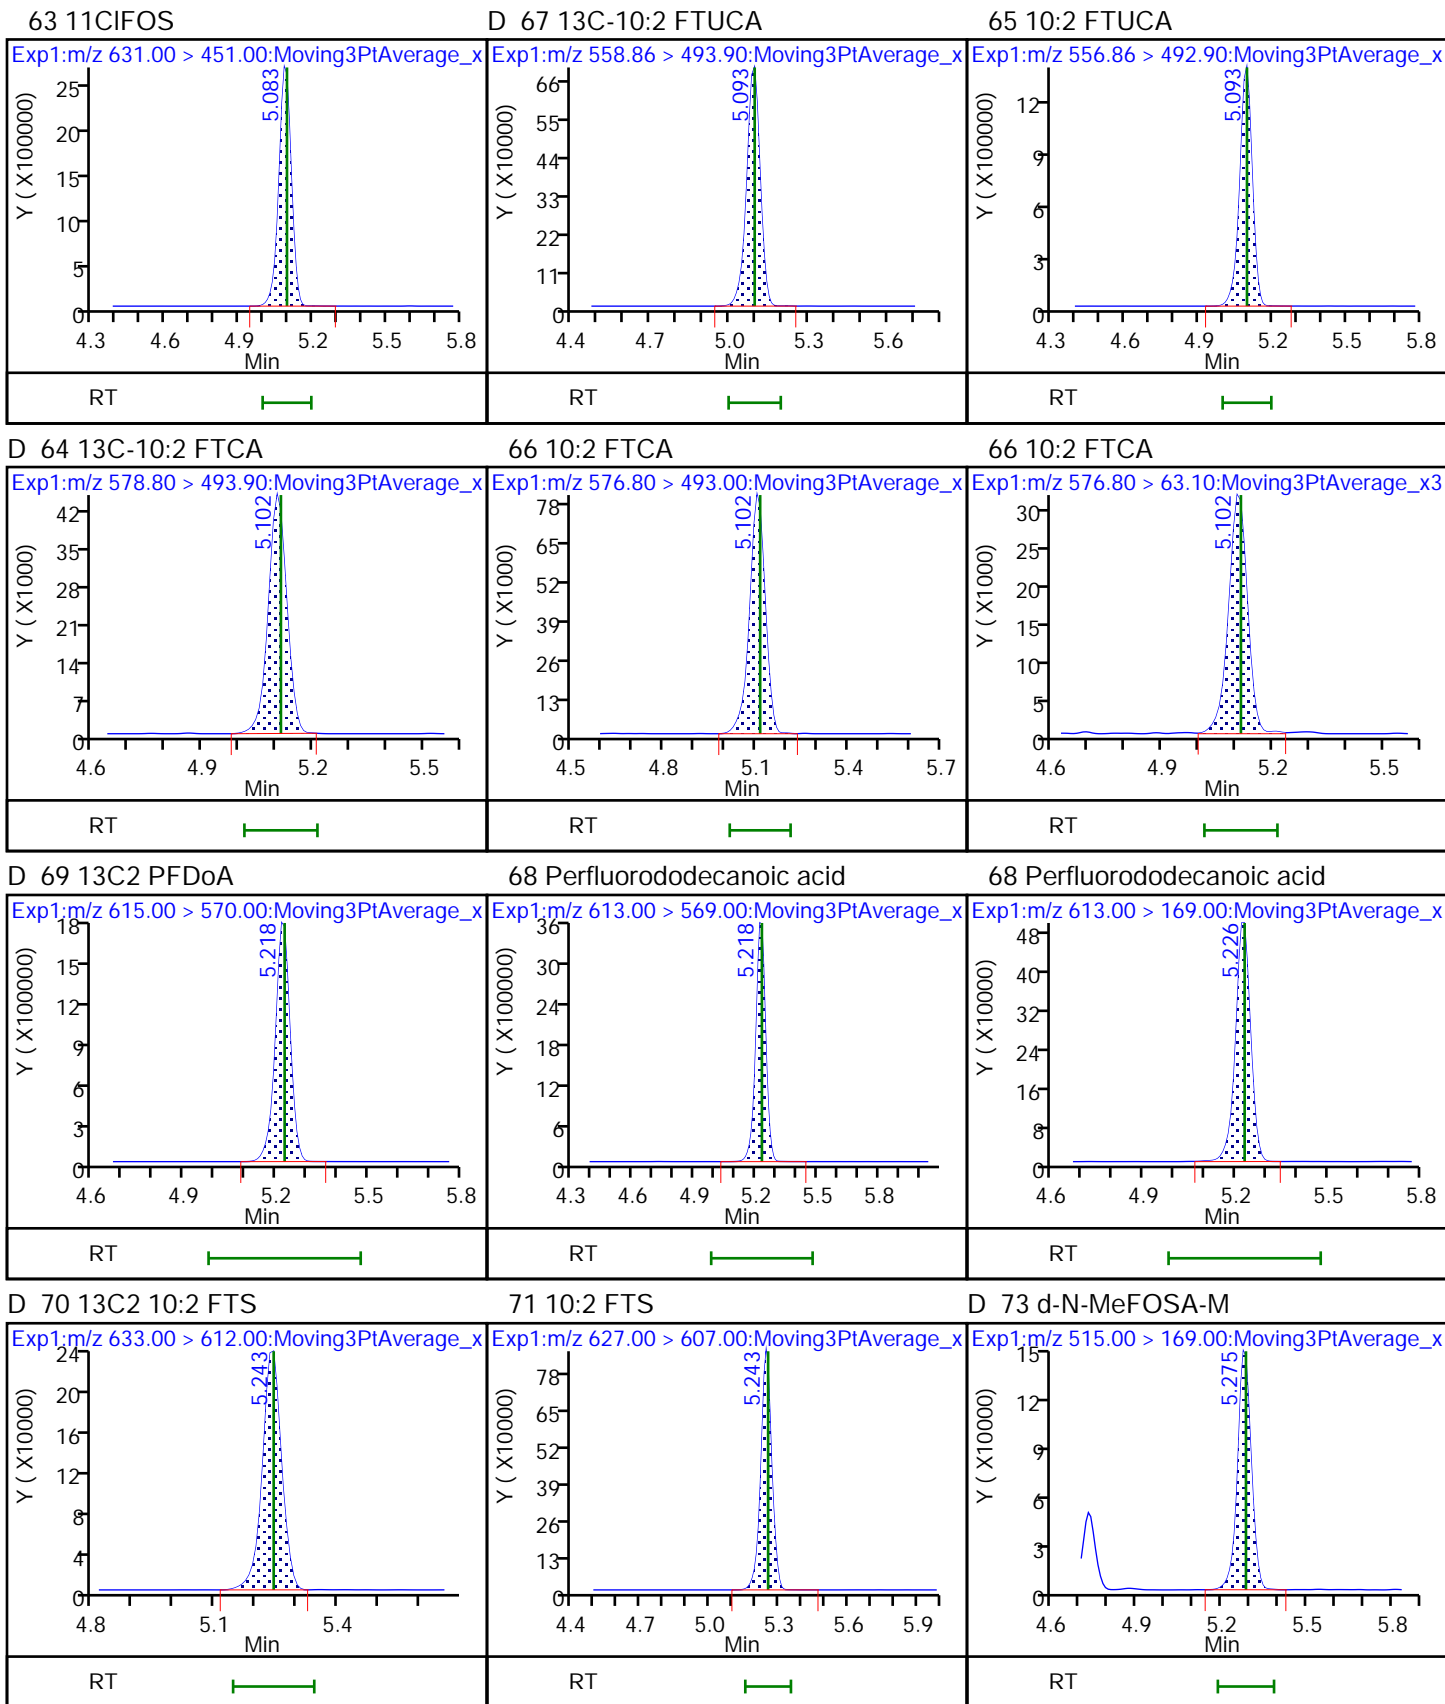 63 11ClFOS
Exp1:m/z 631.00 > 451.00:Moving3PtAverage_x
5.083
Y ( X100000)
25
20
15
10
5
0
4.3 4.6 4.9 5.2 5.5 5.8
Min
RT
D 67 13C-10:2 FTUCA
Exp1:m/z 558.86 > 493.90:Moving3PtAverage_x
5.093
Y ( X10000)
66
55
44
33
22
11
0
4.4 4.7 5.0 5.3 5.6
Min
RT
65 10:2 FTUCA
Exp1:m/z 556.86 > 492.90:Moving3PtAverage_x
5.093
Y ( X100000)
12
9
6
3
0
4.3 4.6 4.9 5.2 5.5 5.8
Min
RT
D 64 13C-10:2 FTCA
Exp1:m/z 578.80 > 493.90:Moving3PtAverage_x
5.102
Y ( X1000)
42
35
28
21
14
7
0
4.6 4.9 5.2 5.5
Min
RT
66 10:2 FTCA
Exp1:m/z 576.80 > 493.00:Moving3PtAverage_x
5.102
Y ( X1000)
78
65
52
39
26
13
0
4.5 4.8 5.1 5.4 5.7
Min
RT
66 10:2 FTCA
Exp1:m/z 576.80 > 63.10:Moving3PtAverage_x3
5.102
Y ( X1000)
30
25
20
15
10
5
0
4.6 4.9 5.2 5.5
Min
RT
D 69 13C2 PFDoA
Exp1:m/z 615.00 > 570.00:Moving3PtAverage_x
5.218
Y ( X100000)
18
15
12
9
6
3
0
4.6 4.9 5.2 5.5 5.8
Min
RT
68 Perfluorododecanoic acid
Exp1:m/z 613.00 > 569.00:Moving3PtAverage_x
5.218
Y ( X100000)
36
30
24
18
12
6
0
4.3 4.6 4.9 5.2 5.5 5.8
Min
RT
68 Perfluorododecanoic acid
Exp1:m/z 613.00 > 169.00:Moving3PtAverage_x
5.226
Y ( X10000)
48
40
32
24
16
8
0
4.6 4.9 5.2 5.5 5.8
Min
RT
D 70 13C2 10:2 FTS
Exp1:m/z 633.00 > 612.00:Moving3PtAverage_x
5.243
Y ( X10000)
24
20
16
12
8
4
0
4.8 5.1 5.4
Min
RT
71 10:2 FTS
Exp1:m/z 627.00 > 607.00:Moving3PtAverage_x
5.243
Y ( X10000)
78
65
52
39
26
13
0
4.4 4.7 5.0 5.3 5.6 5.9
Min
RT
D 73 d-N-MeFOSA-M
Exp1:m/z 515.00 > 169.00:Moving3PtAverage_x
5.275
Y ( X10000)
15
12
9
6
3
0
4.6 4.9 5.2 5.5 5.8
Min
RT